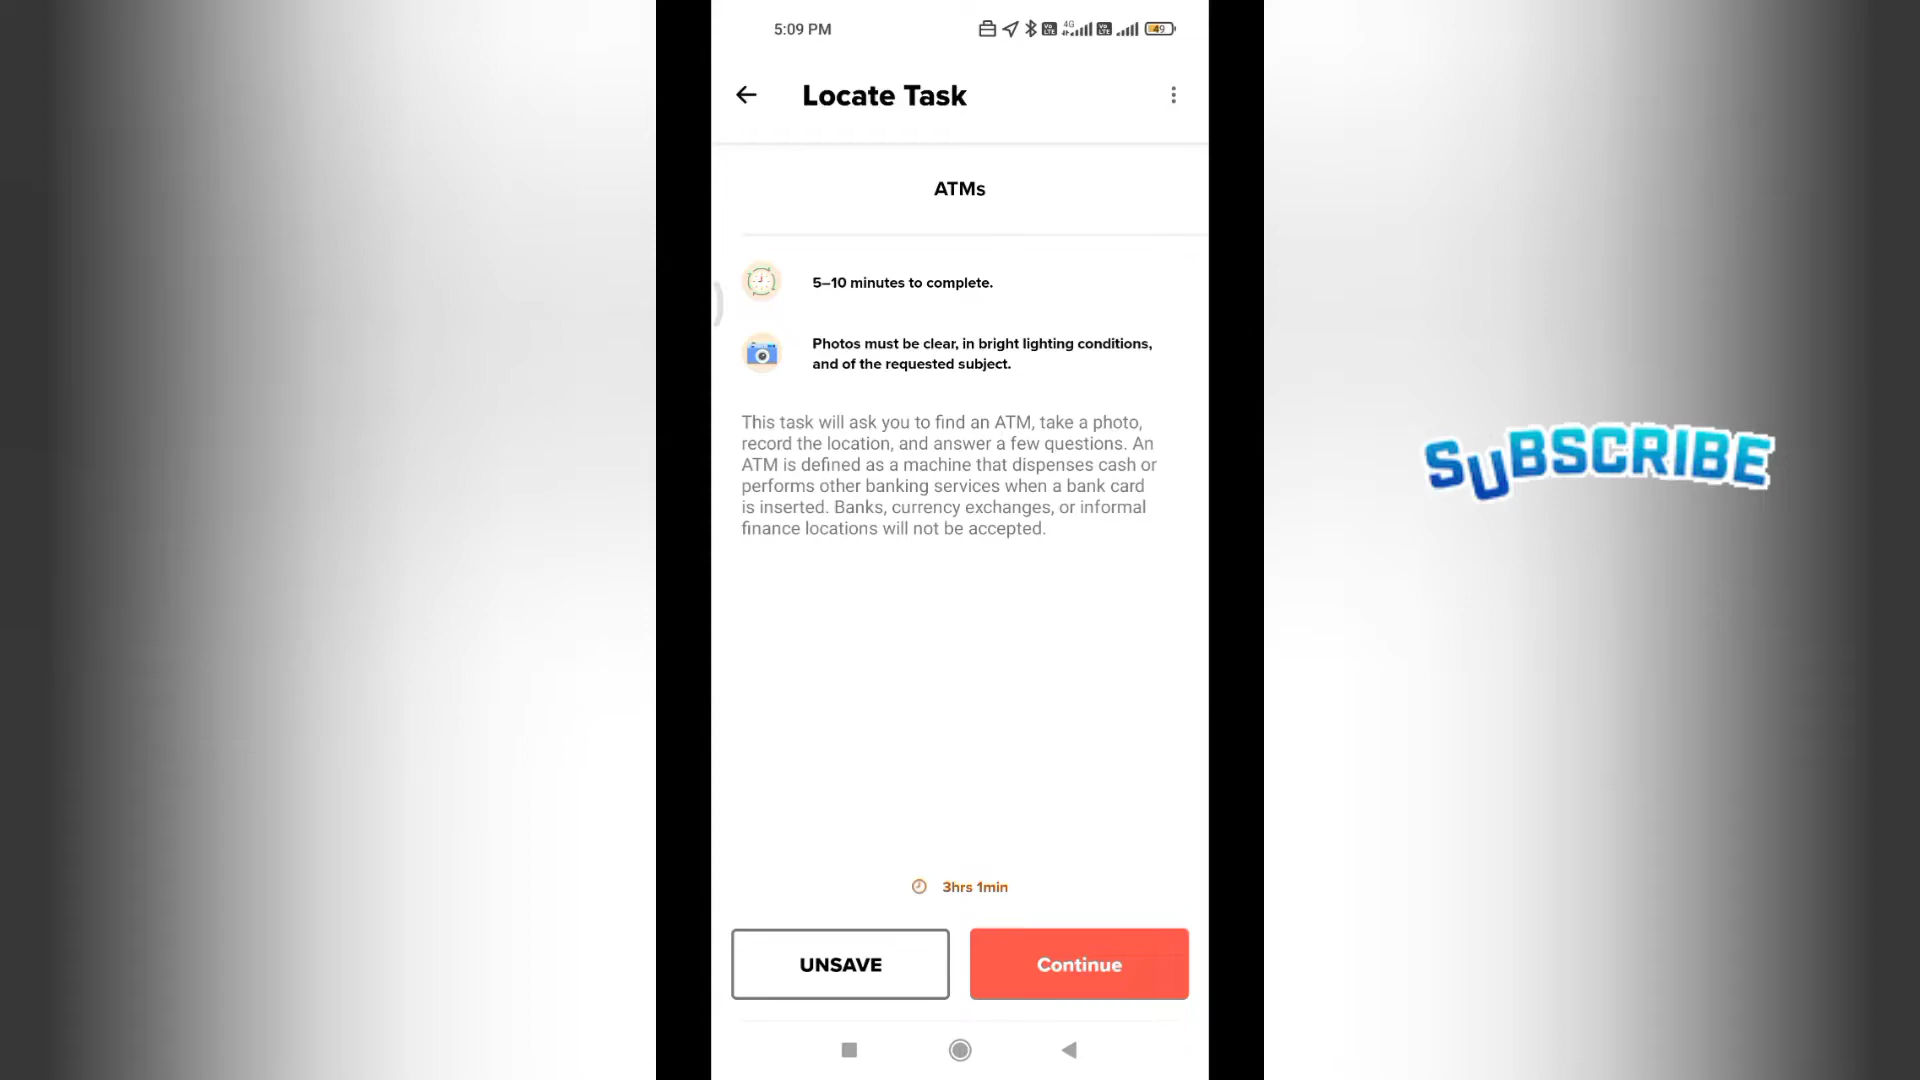 5:09 PM
4G
49
Locate Task
ATMs
5–10 minutes to complete.
Photos must be clear, in bright lighting conditions,
and of the requested subject.
This task will ask you to find an ATM, take a photo,
record the location, and answer a few questions. An
ATM is defined as a machine that dispenses cash or
performs other banking services when a bank card
is inserted. Banks, currency exchanges, or informal
finance locations will not be accepted.
SUBSCRIBE
3hrs 1min
UNSAVE
Continue